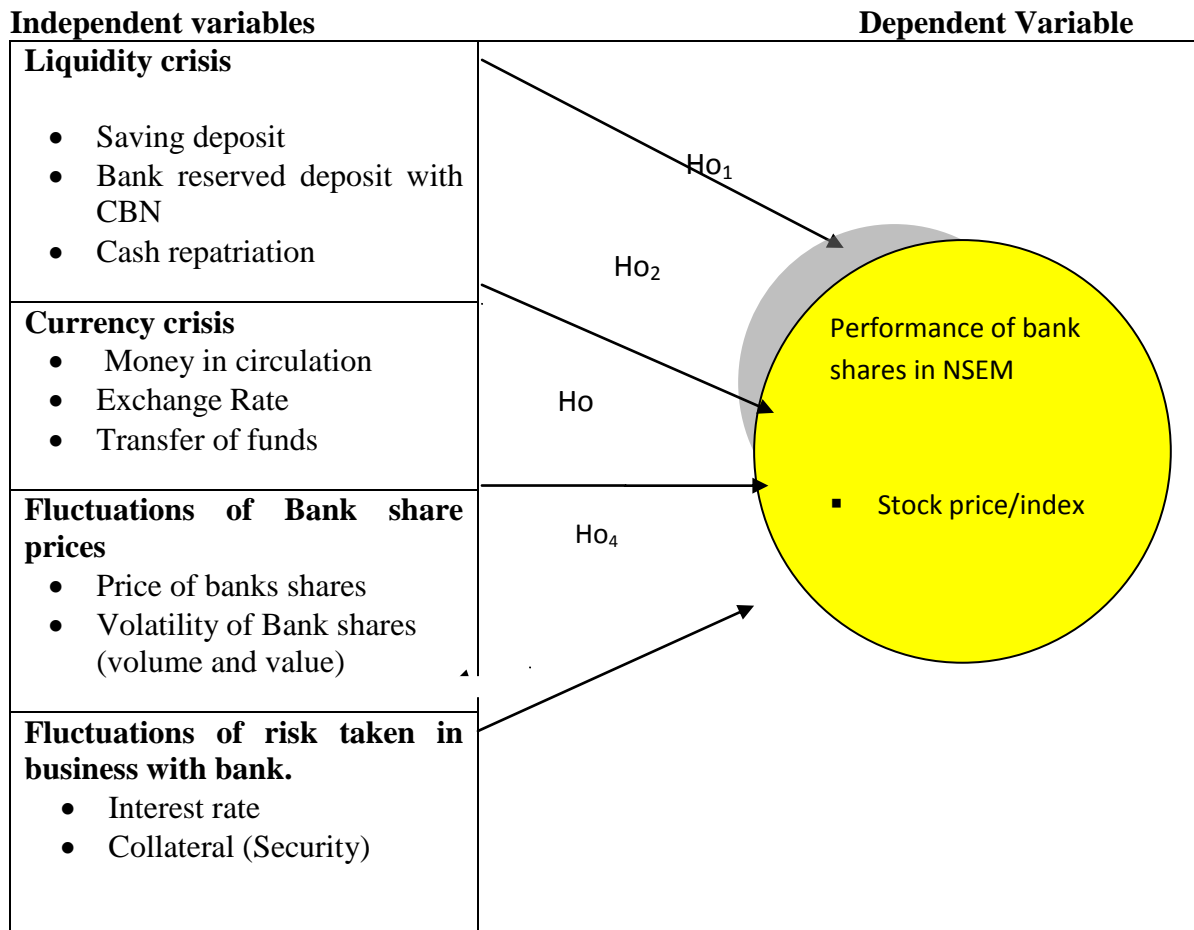 Independent variables
Dependent Variable
Liquidity crisis
• Saving deposit
• Bank reserved deposit with
CBN
• Cash repatriation
Currency crisis
• Money in circulation
• Exchange Rate
• Transfer of funds
Fluctuations of Bank share
prices
• Price of banks shares
• Volatility of Bank shares
(volume and value)
Fluctuations of risk taken in
business with bank.
• Interest rate
• Collateral (Security)
Ho₁
Ho₂
Ho
Ho₄
Performance of bank
shares in NSEM
▪ Stock price/index